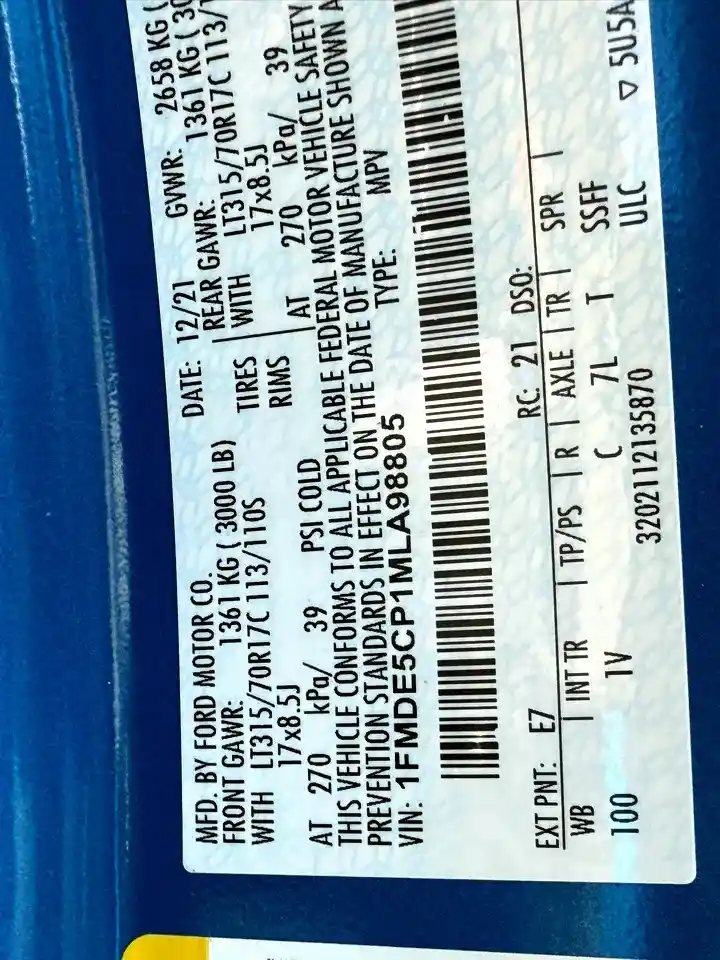 MFD. BY FORD MOTOR CO. DATE: 12/21 GVWR: 2658 KG (
FRONT GAWR: 1361 KG ( 3000 LB) REAR GAWR: 1361 KG ( 30
WITH LT315/70R17C 113/110S TIRES WITH LT315/70R17C 113/1
17x8.5J RIMS 17x8.5J
AT 270 kPa/ 39 PSI COLD AT 270 kPa/ 39
THIS VEHICLE CONFORMS TO ALL APPLICABLE FEDERAL MOTOR VEHICLE SAFETY
PREVENTION STANDARDS IN EFFECT ON THE DATE OF MANUFACTURE SHOWN A
VIN: 1FMDE5CP1MLA98805 TYPE: MPV
EXT PNT: E7 RC: 21 DSO:
WB | INT TR | TP/PS | R | AXLE | TR | SPR |
100 1V C 7L T SSFF
3202112135870 ULC ▽ 5U5A